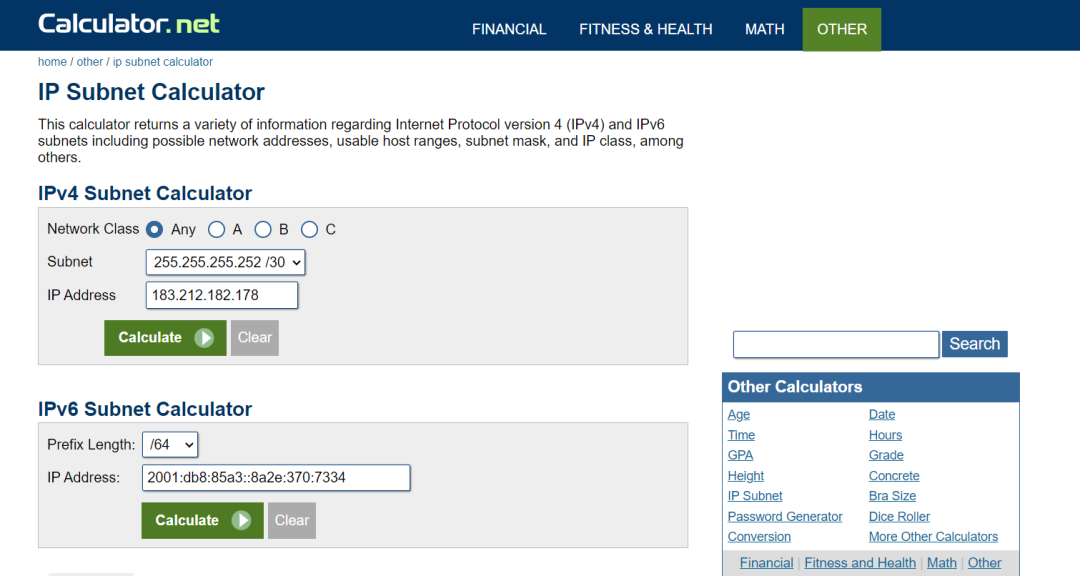 Calculator.net
FINANCIAL FITNESS & HEALTH MATH OTHER
home / other / ip subnet calculator
IP Subnet Calculator
This calculator returns a variety of information regarding Internet Protocol version 4 (IPv4) and IPv6
subnets including possible network addresses, usable host ranges, subnet mask, and IP class, among
others.
IPv4 Subnet Calculator
Network Class Any A B C
Subnet 255.255.255.252 /30
IP Address 183.212.182.178
Calculate Clear
IPv6 Subnet Calculator
Prefix Length: /64
IP Address: 2001:db8:85a3::8a2e:370:7334
Calculate Clear
Search
Other Calculators
Age Date
Time Hours
GPA Grade
Height Concrete
IP Subnet Bra Size
Password Generator Dice Roller
Conversion More Other Calculators
Financial | Fitness and Health | Math | Other